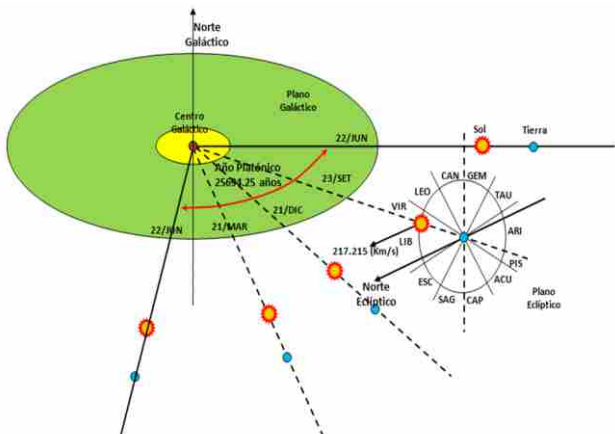 Norte
Galáctico
Plano
Galáctico
Centro
Galáctico
22/JUN
Sol
Tierra
Año Platónico
25694.25 años
23/SET
21/DIC
21/MAR
22/JUN
CAN
GEM
LEO
TAU
VIR
ARI
LIB
PIS
ESC
ACU
SAG
CAP
217.215 (Km/s)
Norte
Eclíptico
Plano
Eclíptico